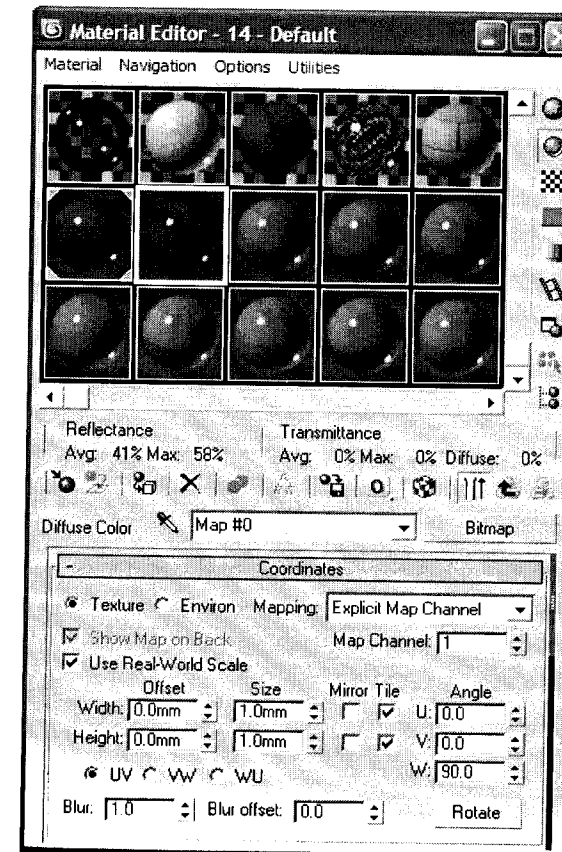 Material Editor - 14 - Default
Material Navigation Options Utilities
Reflectance Transmittance
Avg: 41% Max: 58% Avg: 0% Max: 0% Diffuse: 0%
Diffuse Color Map #0 Bitmap
- Coordinates
Texture Environ Mapping: Explicit Map Channel
Show Map on Back Map Channel: 1
Use Real-World Scale
Offset Size Mirror Tile Angle
Width: 0.0mm 1.0mm U: 0.0
Height: 0.0mm 1.0mm V: 0.0
UV VW WU W: 90.0
Blur: 1.0 Blur offset: 0.0 Rotate